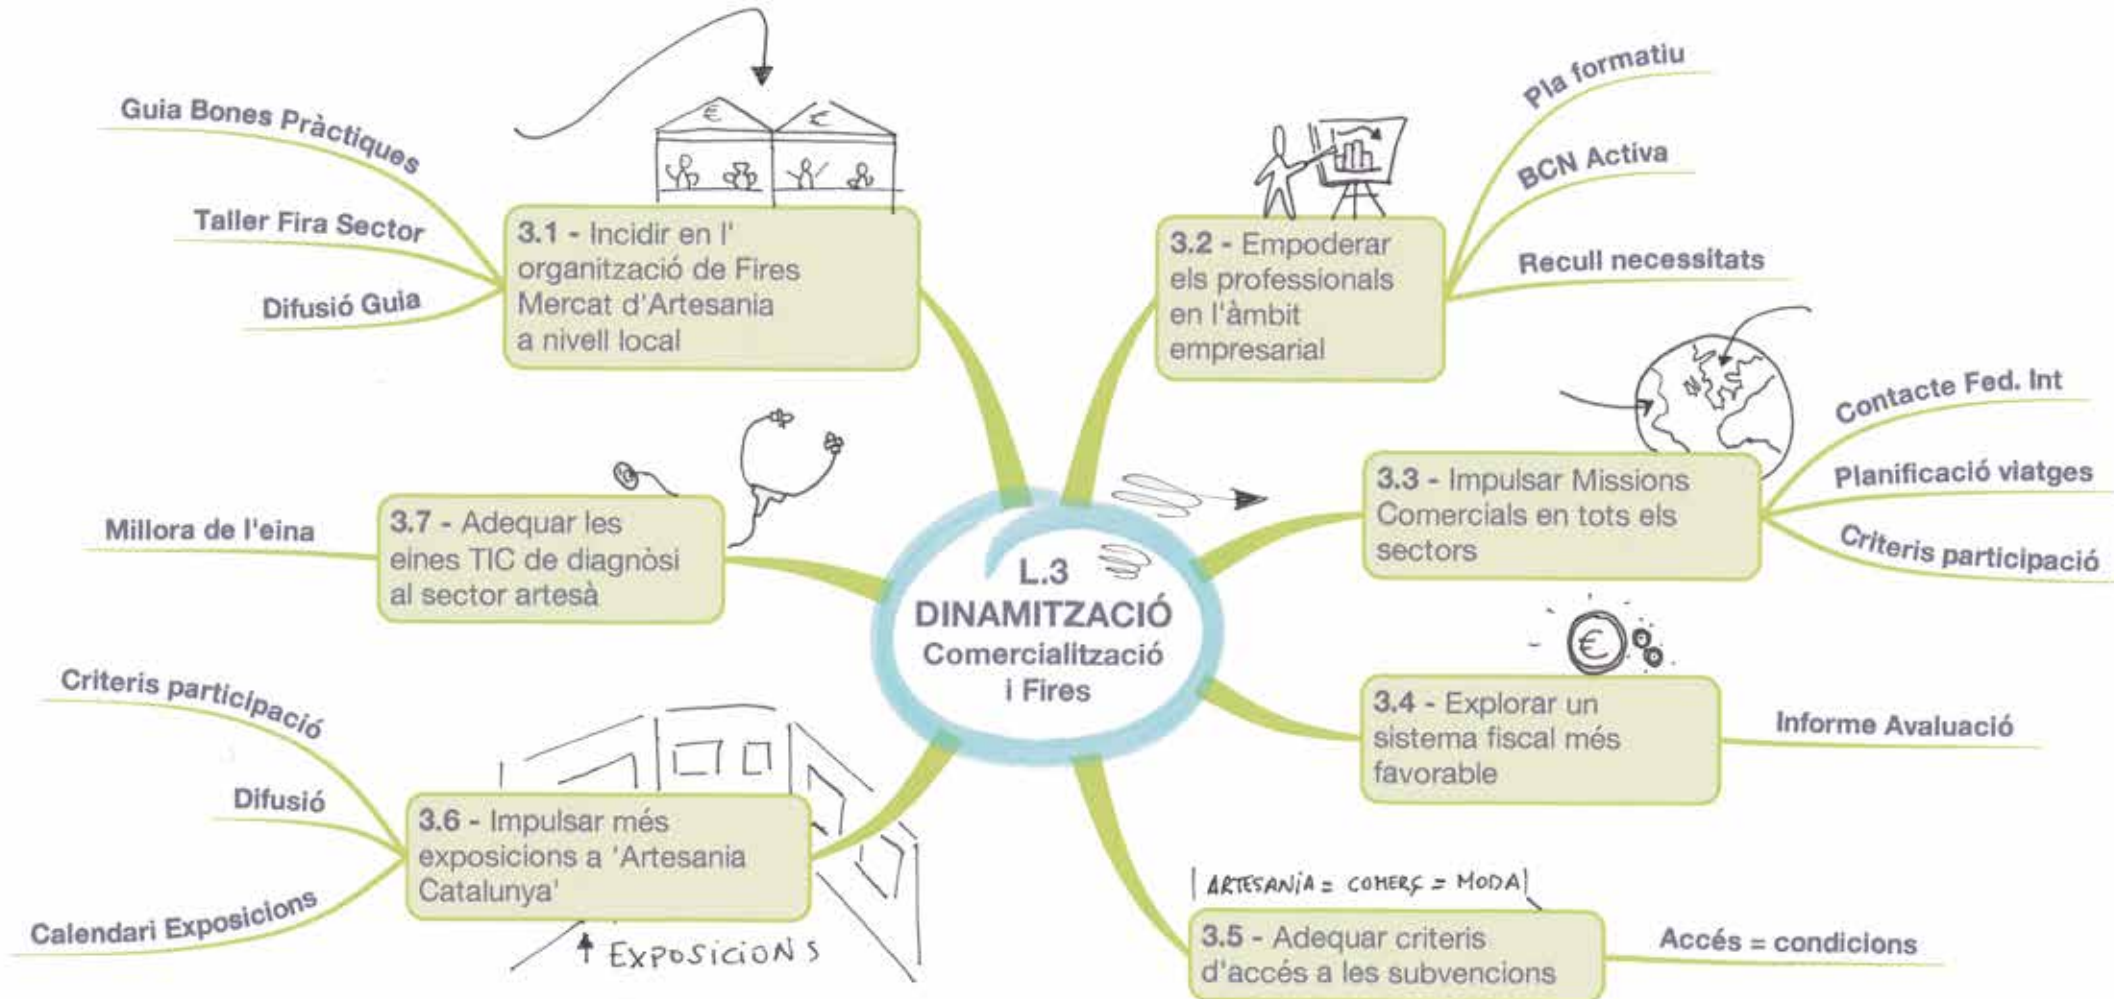 L.3
DINAMITZACIÓ
Comercialització
i Fires
3.1 - Incidir en l'
organització de Fires
Mercat d'Artesania
a nivell local
Guia Bones Pràctiques
Taller Fira Sector
Difusió Guia
€ €
3.2 - Empoderar
els professionals
en l'àmbit
empresarial
Pla formatiu
BCN Activa
Recull necessitats
3.3 - Impulsar Missions
Comercials en tots els
sectors
Contacte Fed. Int
Planificació viatges
Criteris participació
€
3.4 - Explorar un
sistema fiscal més
favorable
Informe Avaluació
ARTESANiA = COMERÇ = MODA
3.5 - Adequar criteris
d'accés a les subvencions
Accés = condicions
3.6 - Impulsar més
exposicions a 'Artesania
Catalunya'
Criteris participació
Difusió
Calendari Exposicions
EXPOSiCiONS
3.7 - Adequar les
eines TIC de diagnòsi
al sector artesà
Millora de l'eina